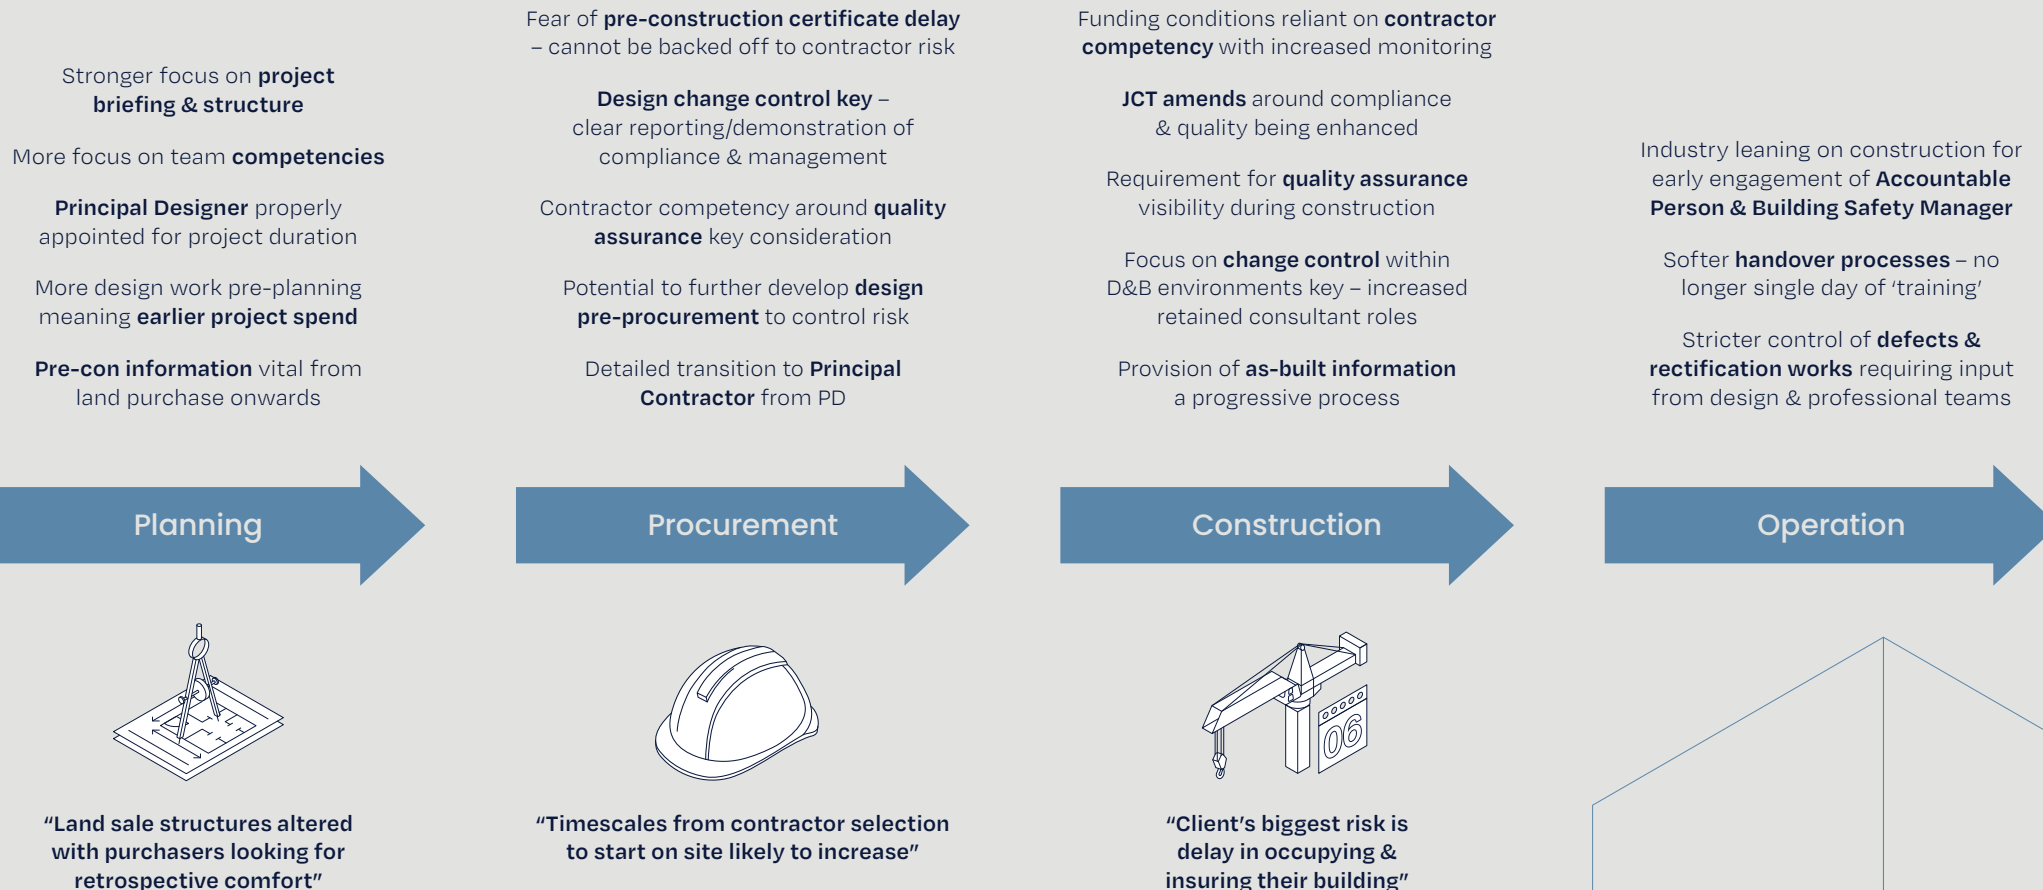 Stronger focus on project
briefing & structure
More focus on team competencies
Principal Designer properly
appointed for project duration
More design work pre-planning
meaning earlier project spend
Pre-con information vital from
land purchase onwards
Planning
“Land sale structures altered
with purchasers looking for
retrospective comfort”
Fear of pre-construction certificate delay
– cannot be backed off to contractor risk
Design change control key –
clear reporting/demonstration of
compliance & management
Contractor competency around quality
assurance key consideration
Potential to further develop design
pre-procurement to control risk
Detailed transition to Principal
Contractor from PD
Procurement
“Timescales from contractor selection
to start on site likely to increase”
Funding conditions reliant on contractor
competency with increased monitoring
JCT amends around compliance
& quality being enhanced
Requirement for quality assurance
visibility during construction
Focus on change control within
D&B environments key – increased
retained consultant roles
Provision of as-built information
a progressive process
Construction
06
“Client’s biggest risk is
delay in occupying &
insuring their building”
Industry leaning on construction for
early engagement of Accountable
Person & Building Safety Manager
Softer handover processes – no
longer single day of ‘training’
Stricter control of defects &
rectification works requiring input
from design & professional teams
Operation